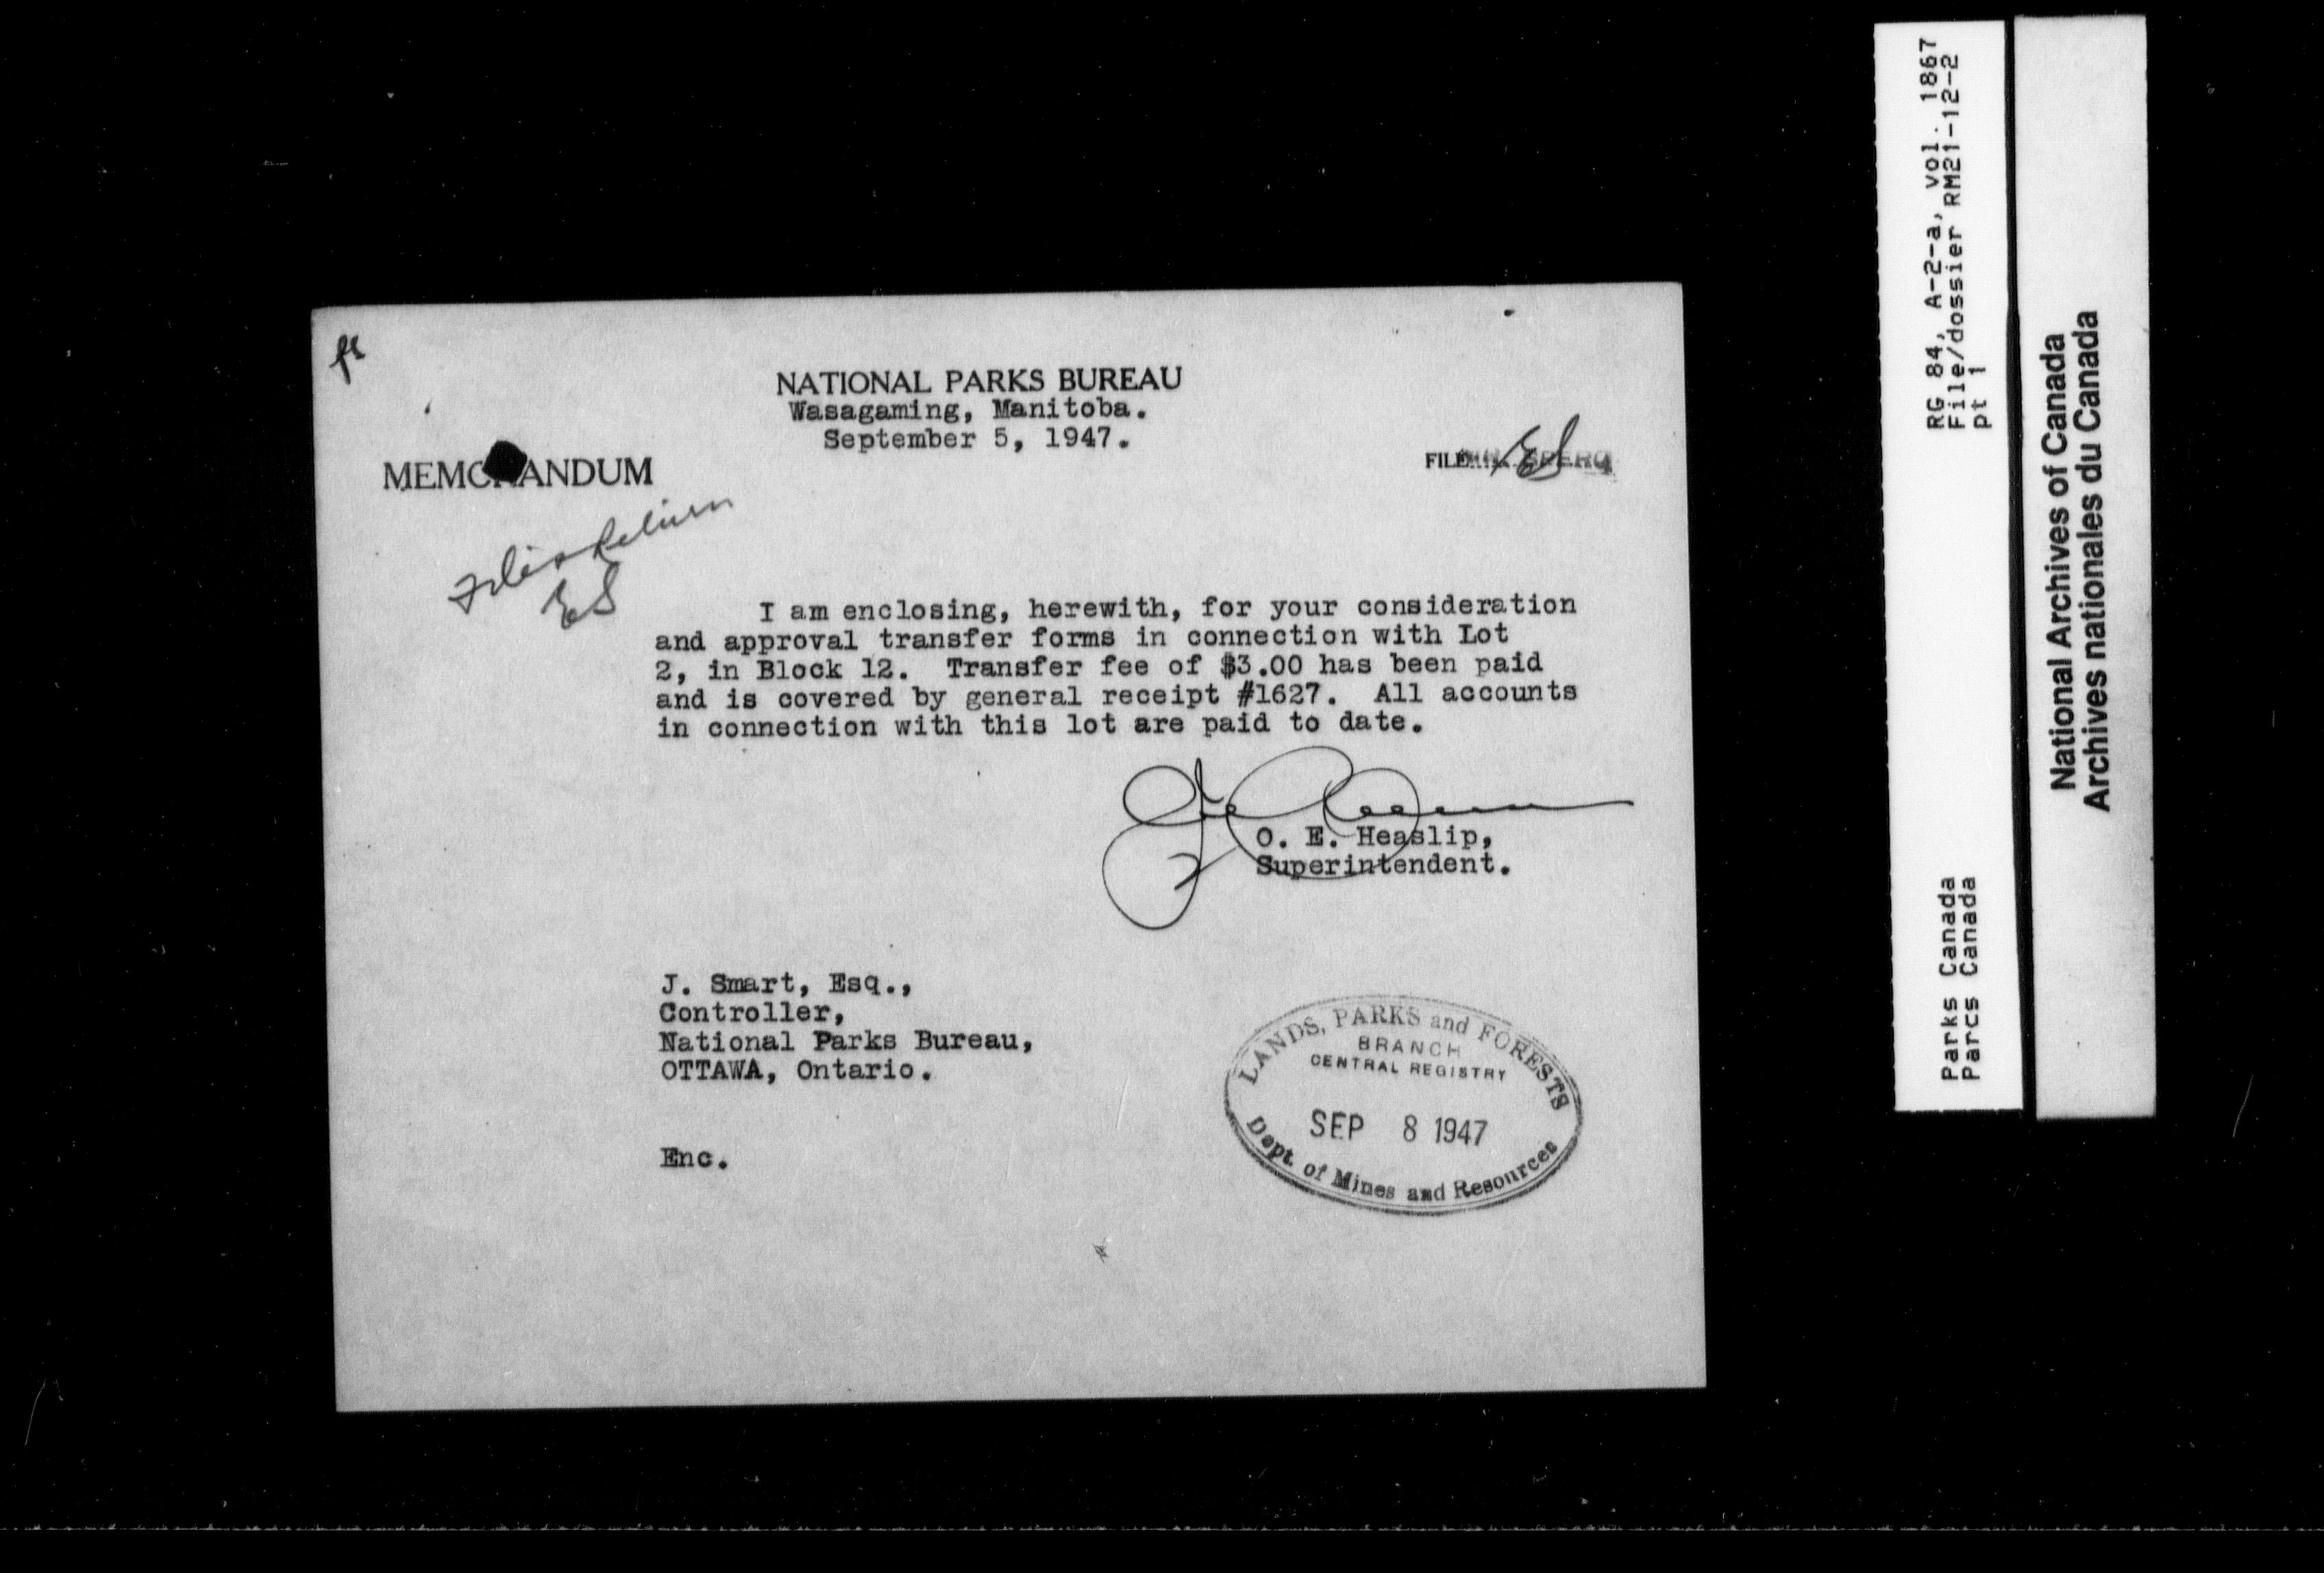 NATIONAL PARKS BUREAU
Wasagaming, Manitoba.
September 5, 1947.
MEMORANDUM
FILE
ES
I am enclosing, herewith, for your consideration
and approval transfer forms in connection with Lot
2, in Block 12. Transfer fee of $3.00 has been paid
and is covered by general receipt #1627. All accounts
in connection with this lot are paid to date.
O. E. Heaslip,
Superintendent.
J. Smart, Esq.,
Controller,
National Parks Bureau,
OTTAWA, Ontario.
Enc.
LANDS, PARKS and FORESTS
BRANCH
CENTRAL REGISTRY
SEP 8 1947
Dept. of Mines and Resources
RG 84, A-2-a, vol. 1867
File/dossier RM21-12-2
pt 1
Parks Canada
Parcs Canada
National Archives of Canada
Archives nationales du Canada